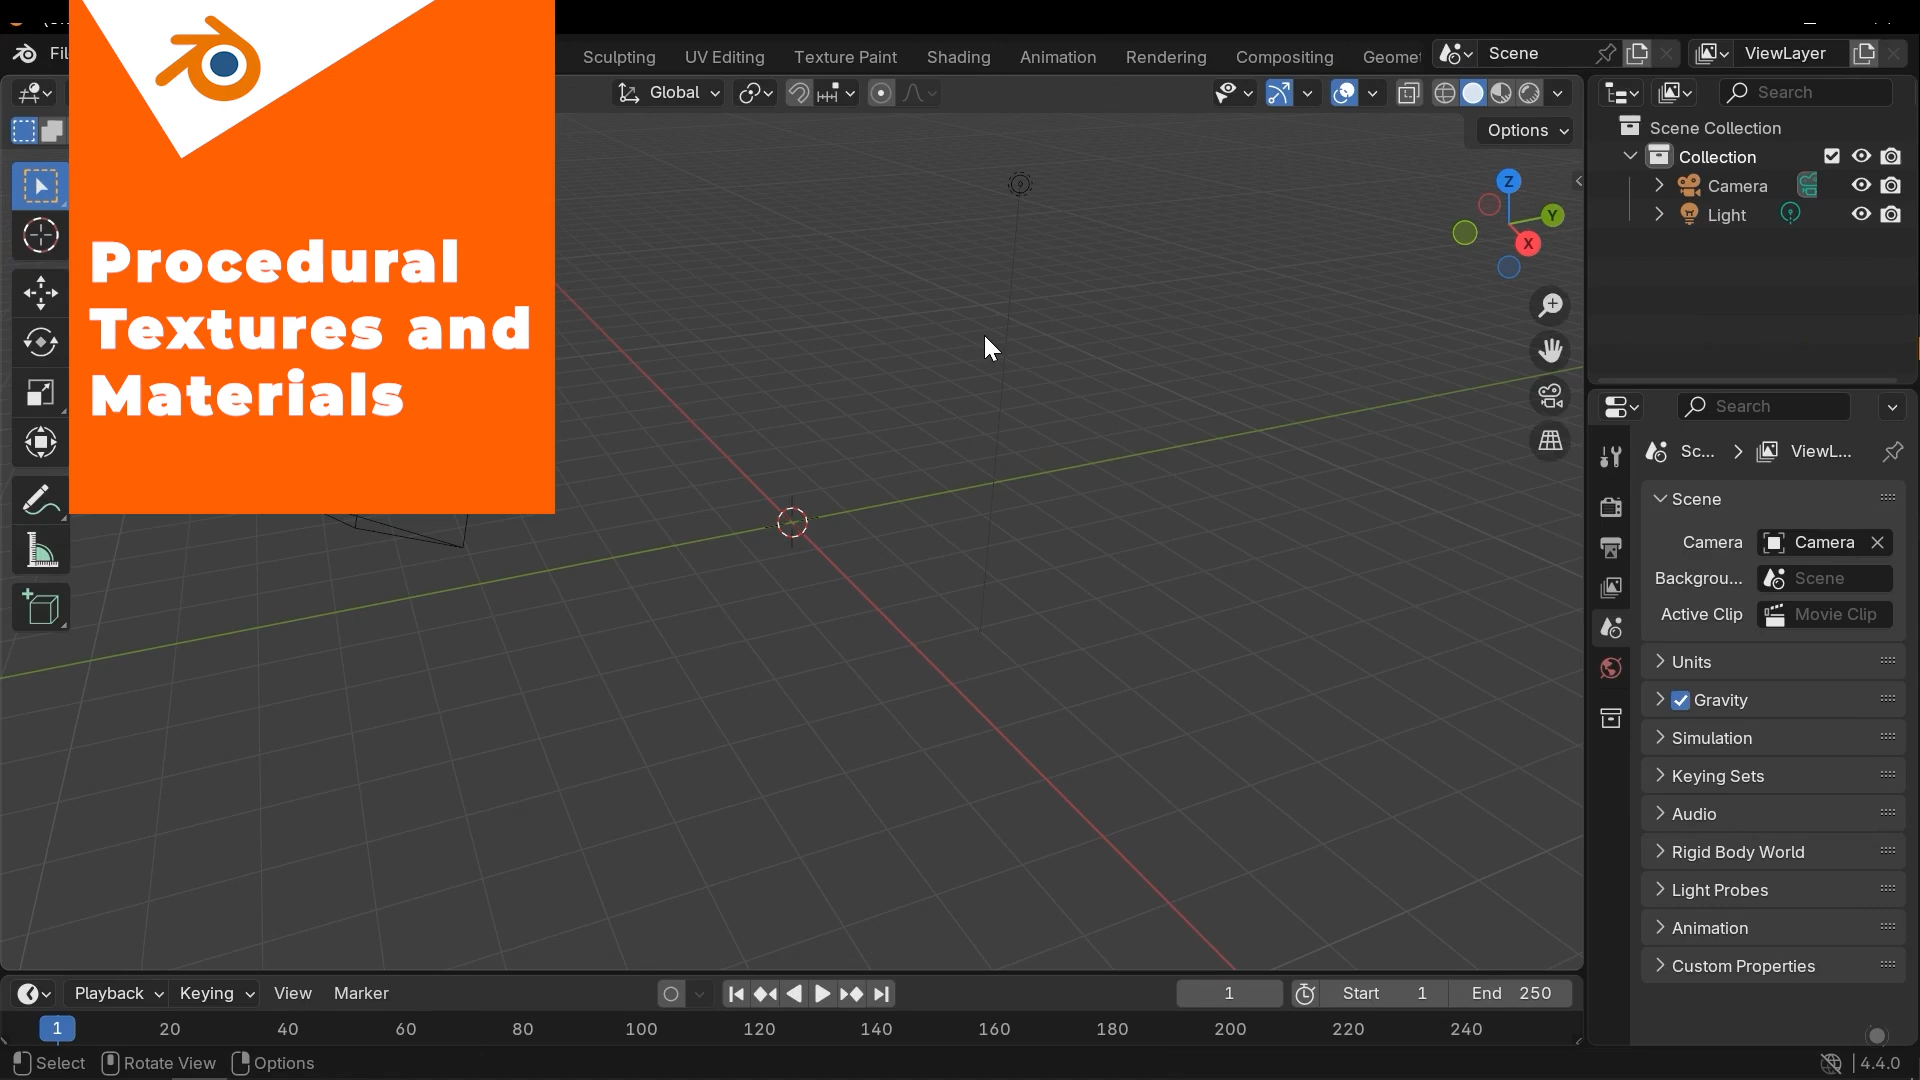 Sculpting UV Editing Texture Paint Shading Animation Rendering Compositing Scene ViewLayer
Global
Search
Options
Scene Collection
Collection
Camera
Light
Z
Y
X
Procedural
Textures and
Materials
Search
Sc... ViewL...
Scene
Camera Camera
Backgrou... Scene
Active Clip Movie Clip
Units
Gravity
Simulation
Keying Sets
Audio
Rigid Body World
Light Probes
Animation
Custom Properties
Playback Keying View Marker 1 Start 1 End 250
1 20 40 60 80 100 120 140 160 180 200 220 240
Select Rotate View Options 4.4.0